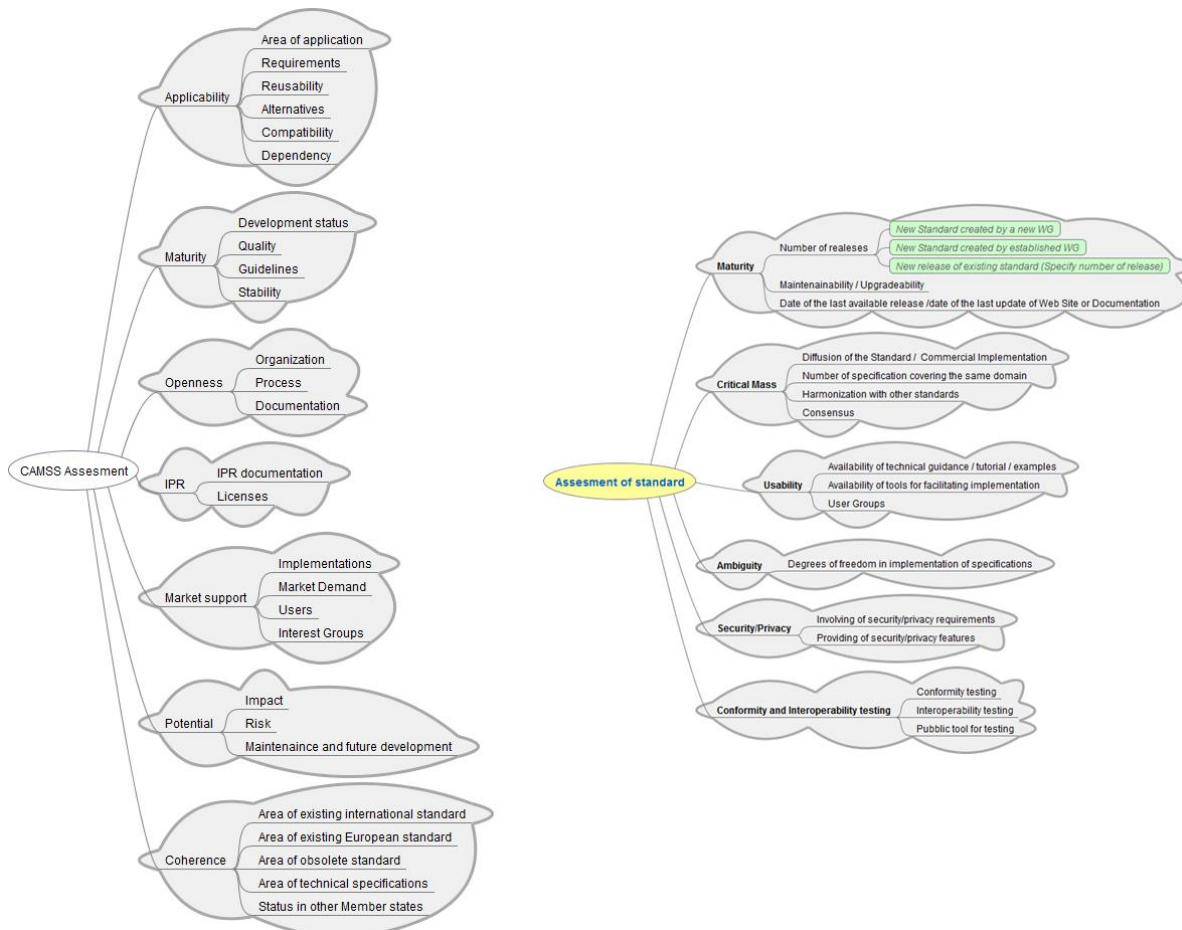 Area of application
Requirements
Reusability
Applicability
Alternatives
Compatibility
Dependency
Development status
Quality
Maturity
Guidelines
Stability
Organization
Openness
Process
Documentation
CAMSS Assesment
IPR documentation
IPR
Licenses
Implementations
Market Demand
Market support
Users
Interest Groups
Impact
Potential
Risk
Maintenaince and future development
Area of existing international standard
Area of existing European standard
Coherence
Area of obsolete standard
Area of technical specifications
Status in other Member states
New Standard created by a new WG
Number of realeses
New Standard created by established WG
New release of existing standard (Specify number of release)
Maturity
Maintenainability / Upgradeability
Date of the last available release /date of the last update of Web Site or Documentation
Diffusion of the Standard / Commercial Implementation
Number of specification covering the same domain
Critical Mass
Harmonization with other standards
Consensus
Assesment of standard
Availability of technical guidance / tutorial / examples
Usability
Availability of tools for facilitating implementation
User Groups
Ambiguity
Degrees of freedom in implementation of specifications
Involving of security/privacy requirements
Security/Privacy
Providing of security/privacy features
Conformity testing
Conformity and Interoperability testing
Interoperability testing
Pubblic tool for testing